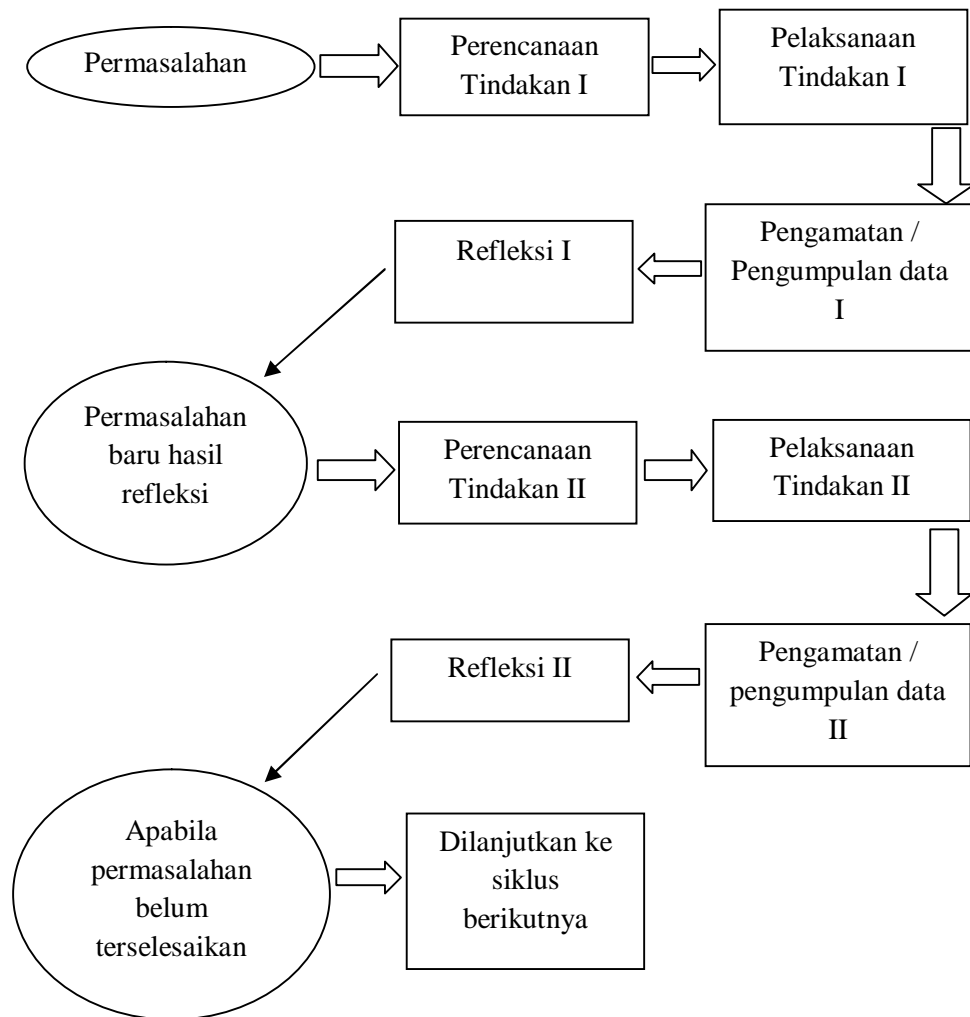 Permasalahan
Perencanaan
Tindakan I
Pelaksanaan
Tindakan I
Pengamatan /
Pengumpulan data
I
Refleksi I
Permasalahan
baru hasil
refleksi
Perencanaan
Tindakan II
Pelaksanaan
Tindakan II
Pengamatan /
pengumpulan data
II
Refleksi II
Apabila
permasalahan
belum
terselesaikan
Dilanjutkan ke
siklus
berikutnya